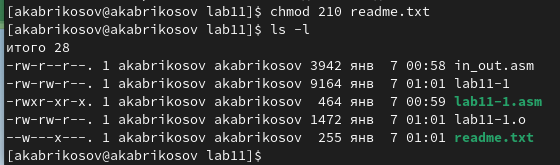 [akabrikosov@akabrikosov lab11]$ chmod 210 readme.txt
[akabrikosov@akabrikosov lab11]$ ls -l
итого 28
-rw-r--r--. 1 akabrikosov akabrikosov 3942 янв  7 00:58 in_out.asm
-rw-rw-r--. 1 akabrikosov akabrikosov 9164 янв  7 01:01 lab11-1
-rwxr-xr-x. 1 akabrikosov akabrikosov  464 янв  7 00:59 lab11-1.asm
-rw-rw-r--. 1 akabrikosov akabrikosov 1472 янв  7 01:01 lab11-1.o
--w---x---. 1 akabrikosov akabrikosov  255 янв  7 01:01 readme.txt
[akabrikosov@akabrikosov lab11]$